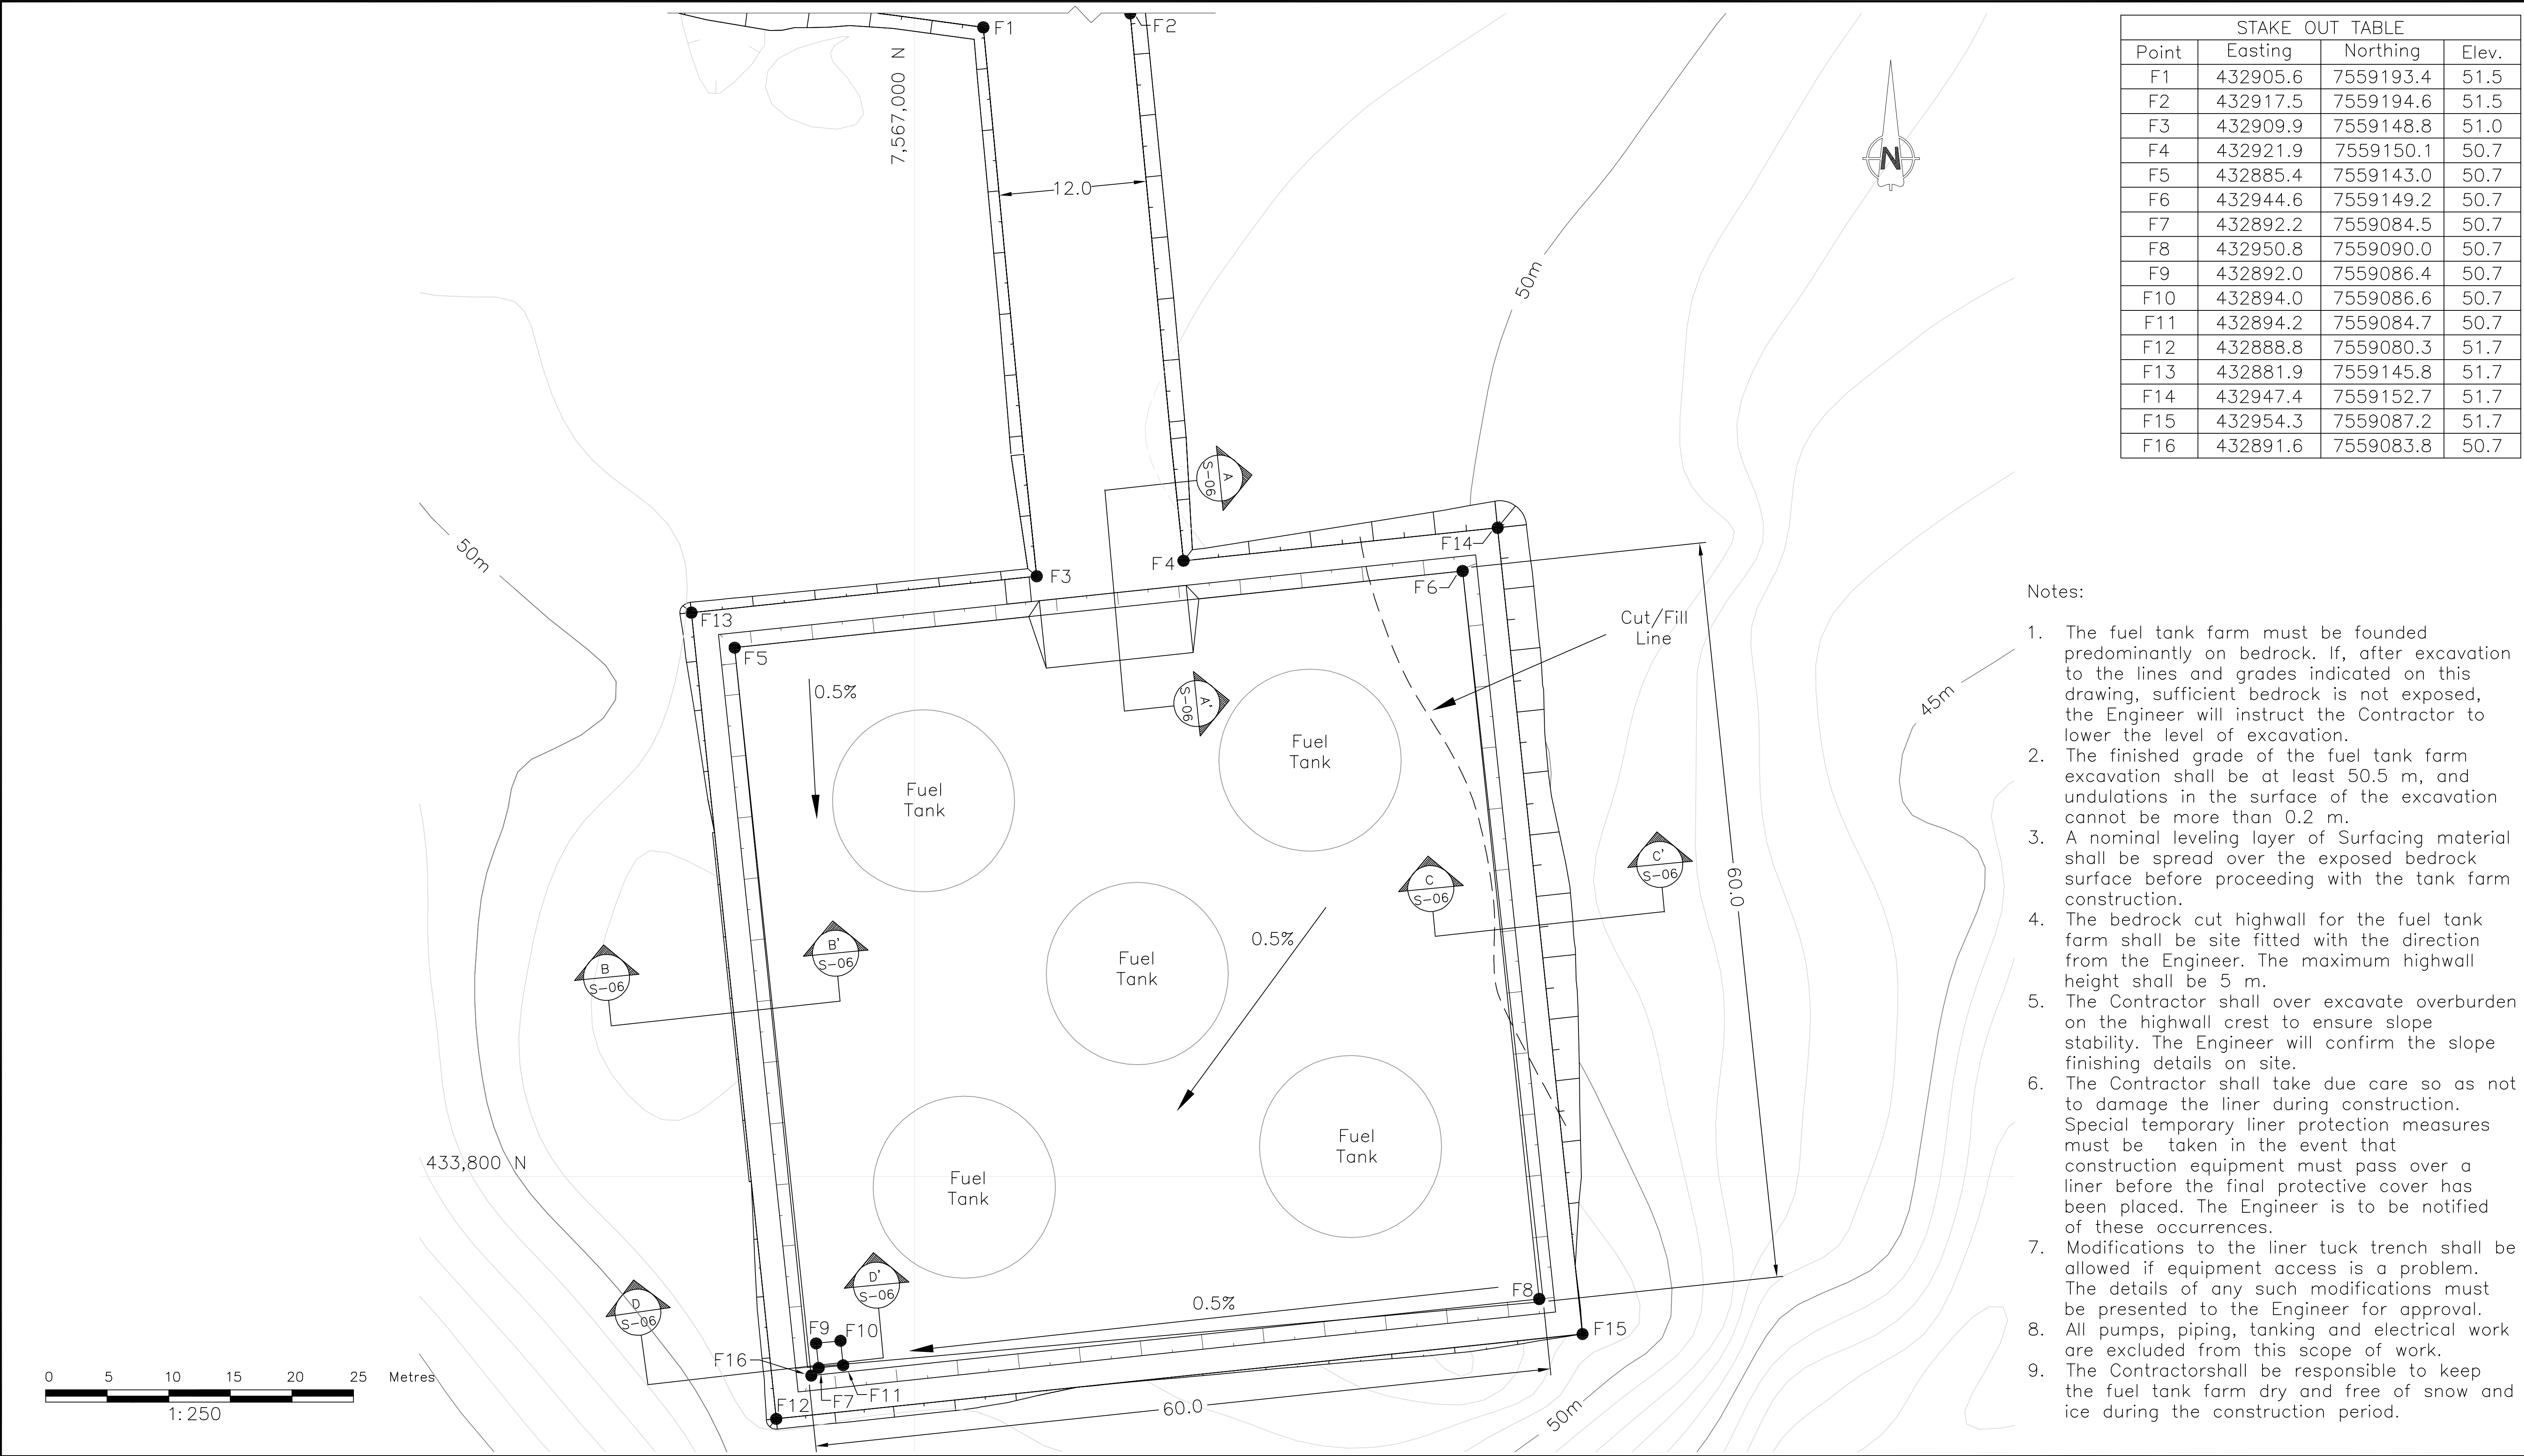 F1
F2
7,567,000 N
N
12.0
50m
STAKE OUT TABLE
Point Easting Northing Elev.
F1 432905.6 7559193.4 51.5
F2 432917.5 7559194.6 51.5
F3 432909.9 7559148.8 51.0
F4 432921.9 7559150.1 50.7
F5 432885.4 7559143.0 50.7
F6 432944.6 7559149.2 50.7
F7 432892.2 7559084.5 50.7
F8 432950.8 7559090.0 50.7
F9 432892.0 7559086.4 50.7
F10 432894.0 7559086.6 50.7
F11 432894.2 7559084.7 50.7
F12 432888.8 7559080.3 51.7
F13 432881.9 7559145.8 51.7
F14 432947.4 7559152.7 51.7
F15 432954.3 7559087.2 51.7
F16 432891.6 7559083.8 50.7
A
S-06
50m
F14
F4
F3
F6
F13
F5
Cut/Fill
Line
0.5%
A'
S-06
45m
Fuel
Tank
Fuel
Tank
C
S-06
C'
S-06
60.0
B
S-06
B'
S-06
0.5%
Fuel
Tank
433,800 N
Fuel
Tank
Fuel
Tank
D
S-06
D'
S-06
0.5%
F8
F9
F10
F15
F16
F7
F11
F12
60.0
50m
0 5 10 15 20 25 Metres
1:250
Notes:
1. The fuel tank farm must be founded
predominantly on bedrock. If, after excavation
to the lines and grades indicated on this
drawing, sufficient bedrock is not exposed,
the Engineer will instruct the Contractor to
lower the level of excavation.
2. The finished grade of the fuel tank farm
excavation shall be at least 50.5 m, and
undulations in the surface of the excavation
cannot be more than 0.2 m.
3. A nominal leveling layer of Surfacing material
shall be spread over the exposed bedrock
surface before proceeding with the tank farm
construction.
4. The bedrock cut highwall for the fuel tank
farm shall be site fitted with the direction
from the Engineer. The maximum highwall
height shall be 5 m.
5. The Contractor shall over excavate overburden
on the highwall crest to ensure slope
stability. The Engineer will confirm the slope
finishing details on site.
6. The Contractor shall take due care so as not
to damage the liner during construction.
Special temporary liner protection measures
must be taken in the event that
construction equipment must pass over a
liner before the final protective cover has
been placed. The Engineer is to be notified
of these occurrences.
7. Modifications to the liner tuck trench shall be
allowed if equipment access is a problem.
The details of any such modifications must
be presented to the Engineer for approval.
8. All pumps, piping, tanking and electrical work
are excluded from this scope of work.
9. The Contractorshall be responsible to keep
the fuel tank farm dry and free of snow and
ice during the construction period.